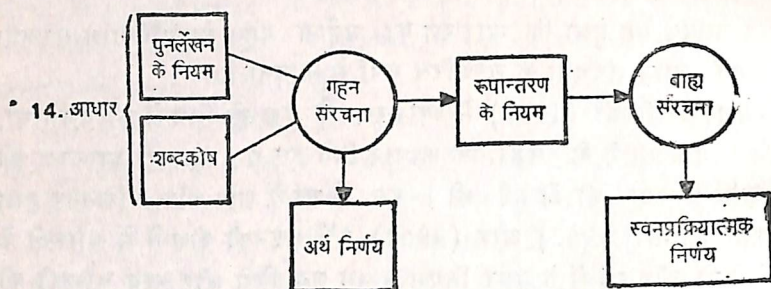 पुनर्लेखन
के नियम
14. आधार
शब्दकोष
गहन
संरचना
अर्थ निर्णय
रूपान्तरण
के नियम
वाह्य
संरचना
स्वनप्रक्रियात्मक
निर्णय